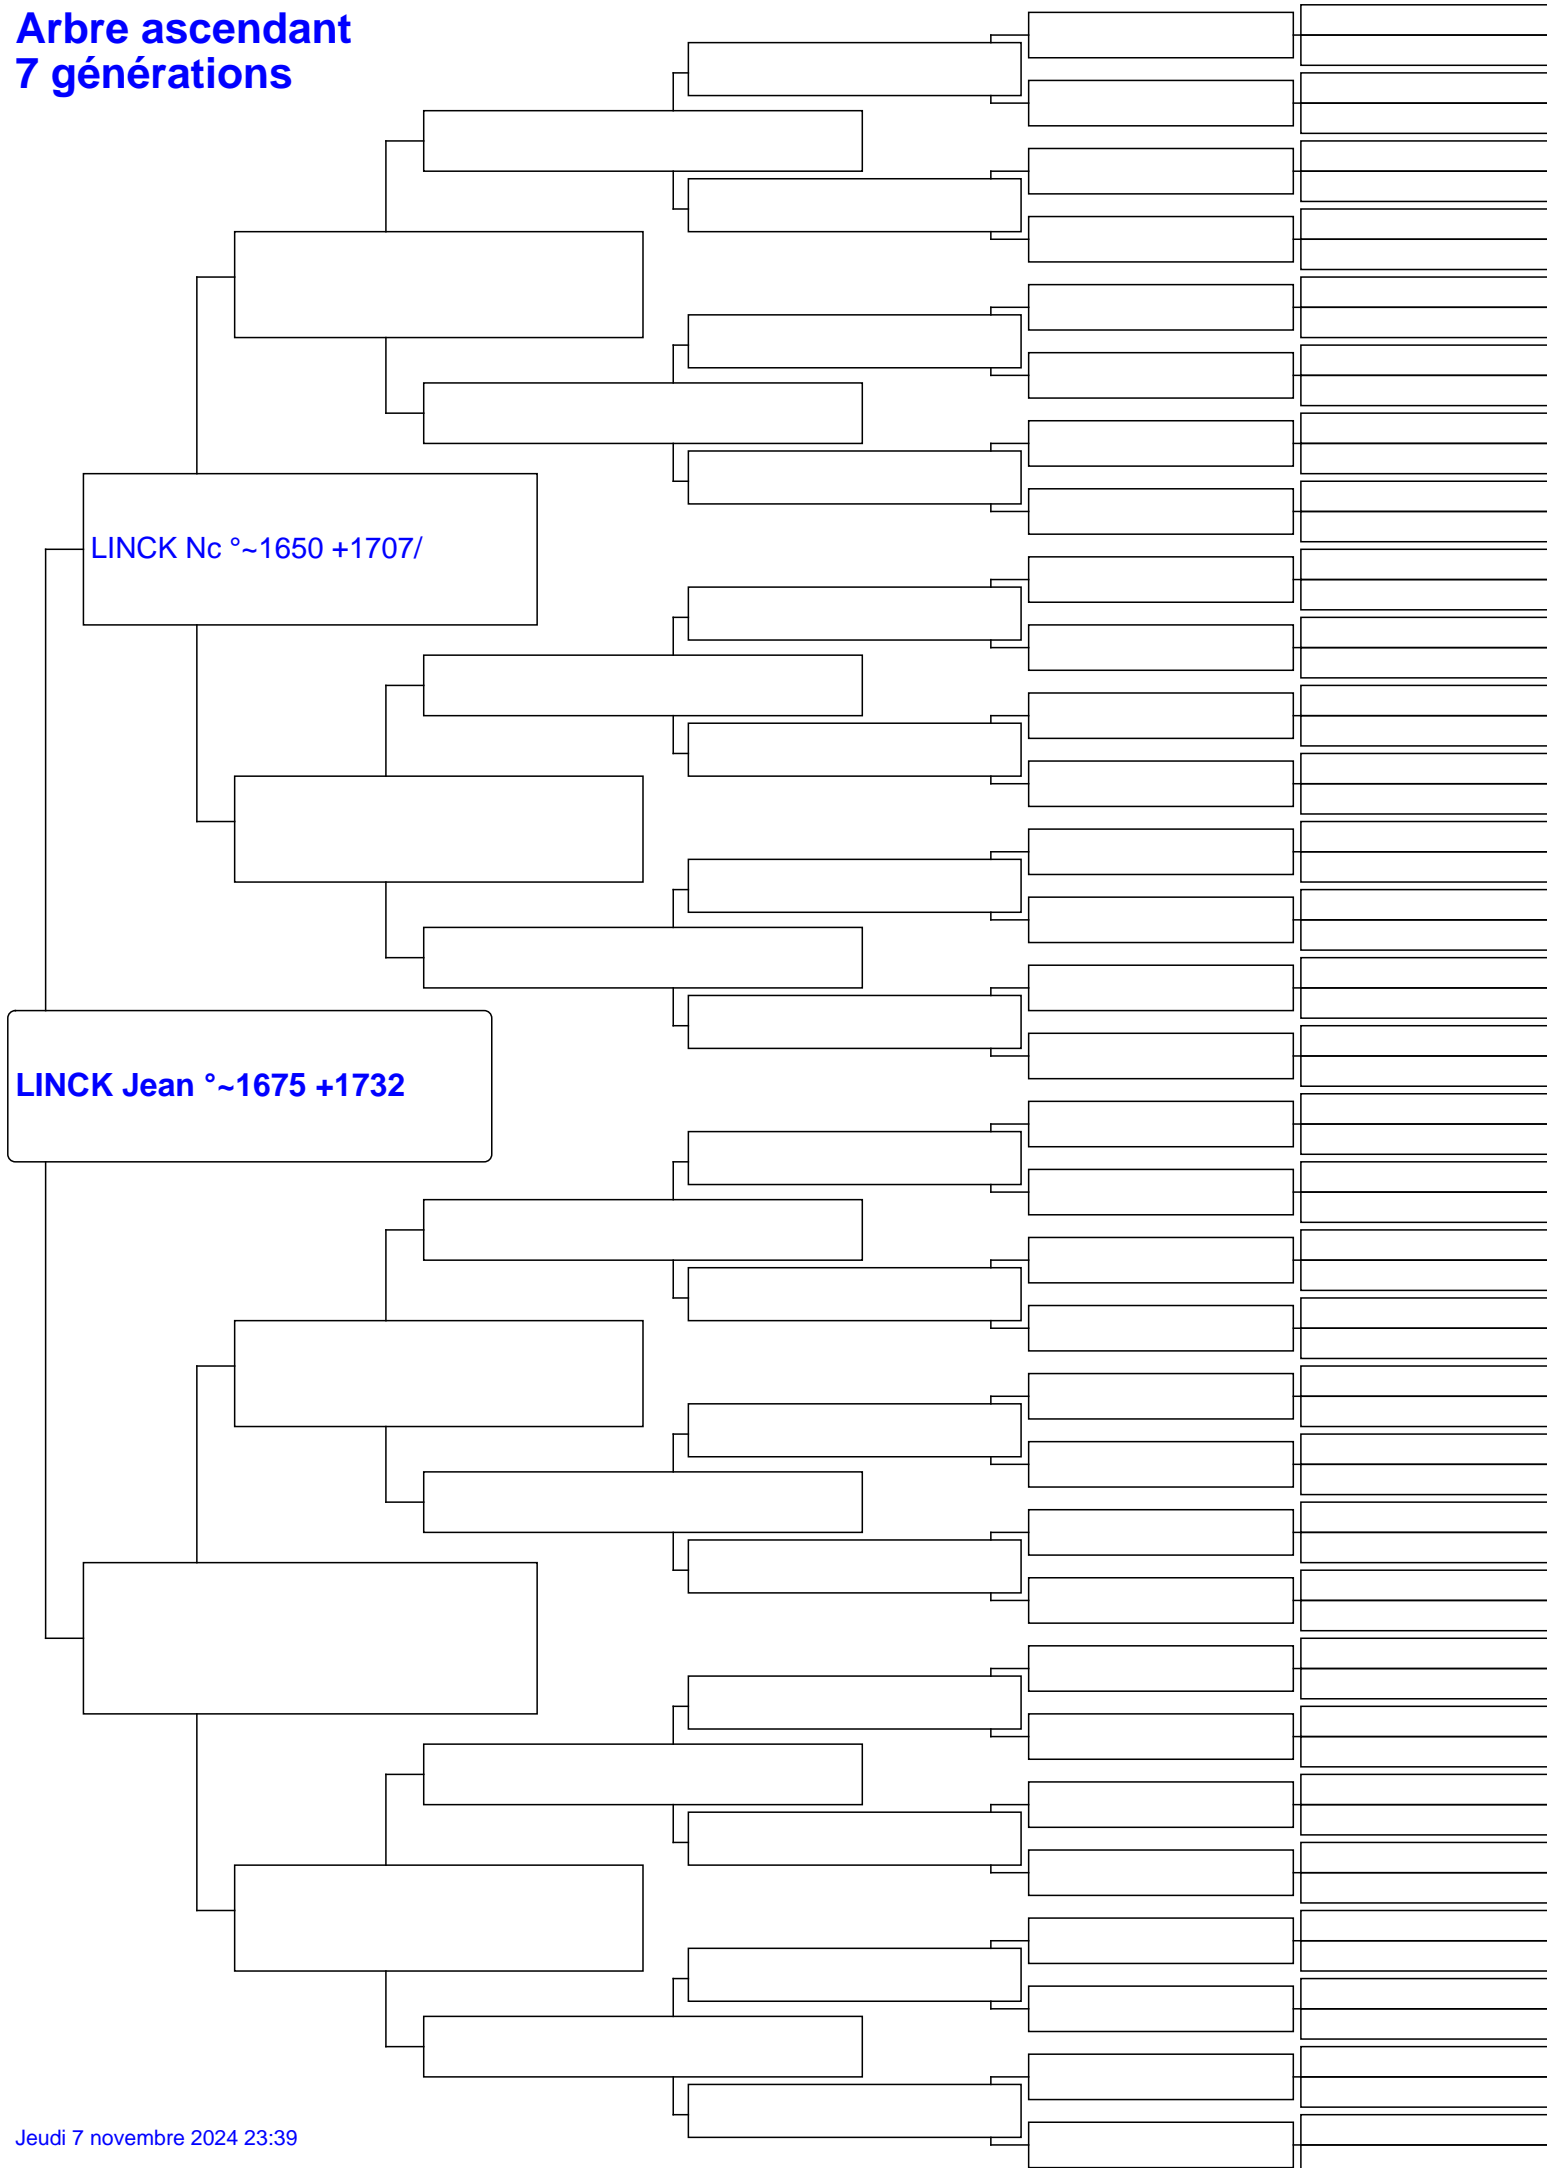 Arbre ascendant
7 générations
LINCK Nc °~1650 +1707/
LINCK Jean °~1675 +1732
Jeudi 7 novembre 2024 23:39